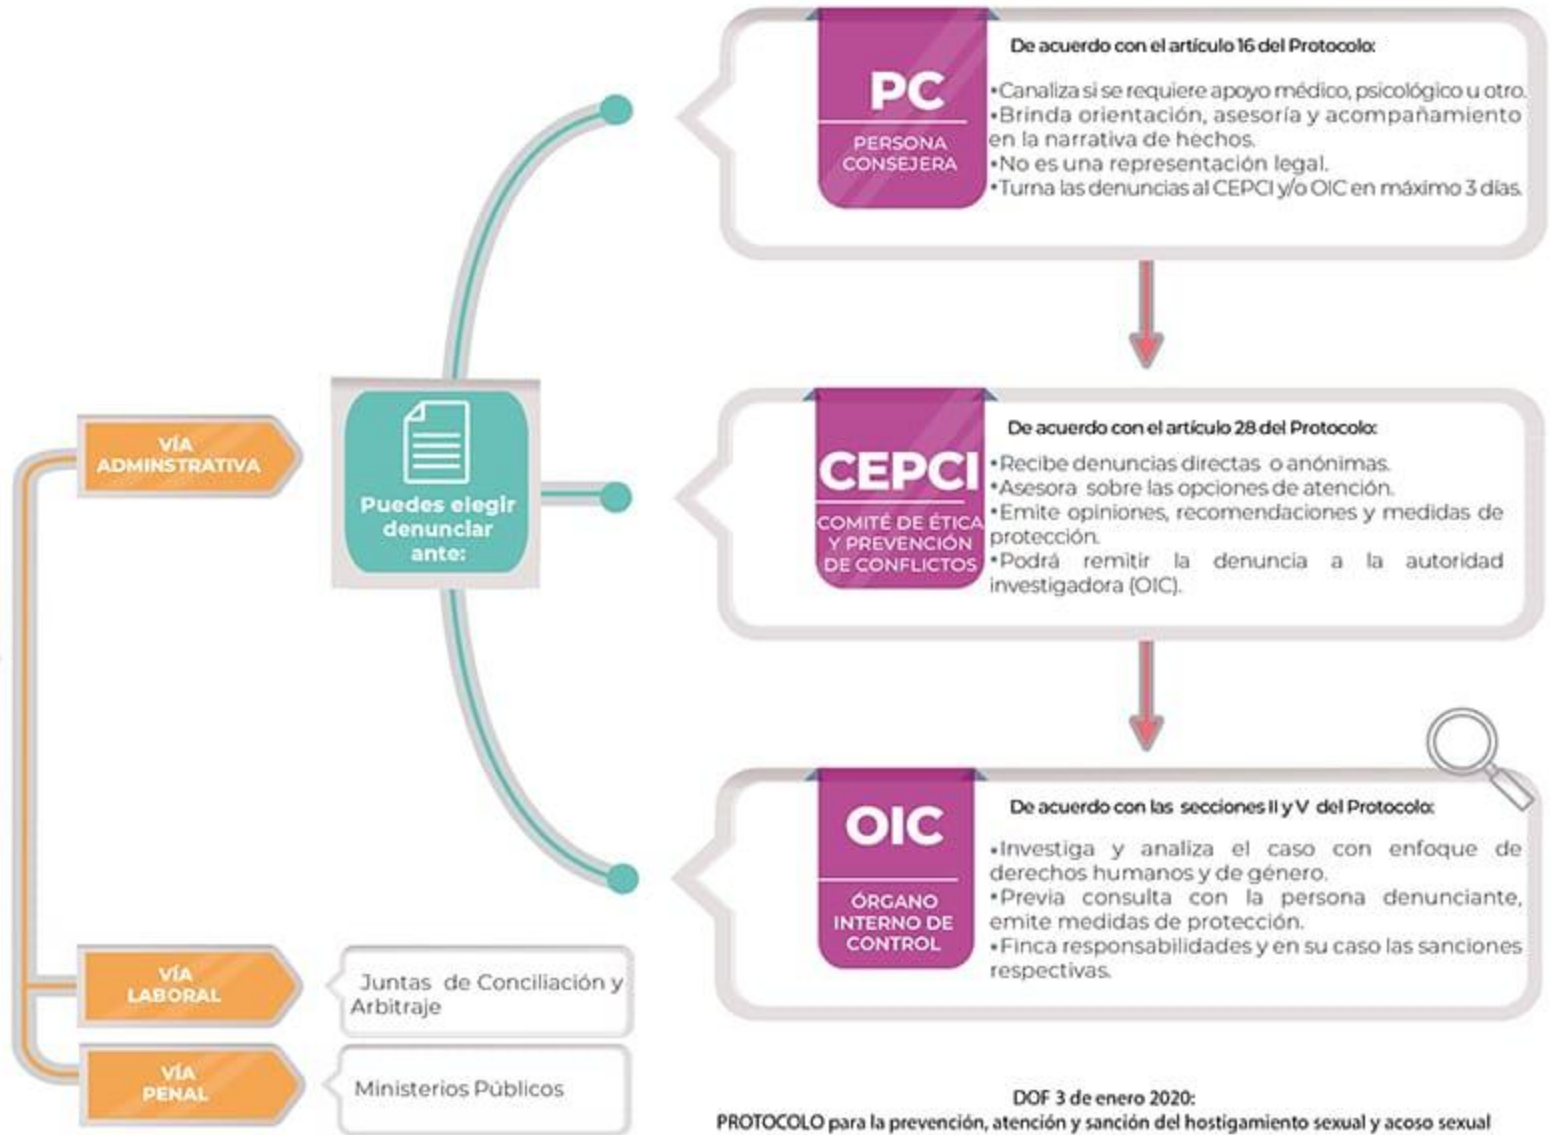 VÍA
ADMINSTRATIVA
Puedes elegir
denunciar
ante:
PC
PERSONA
CONSEJERA
De acuerdo con el artículo 16 del Protocolo:
•Canaliza si se requiere apoyo médico, psicológico u otro.
•Brinda orientación, asesoría y acompañamiento
en la narrativa de hechos.
•No es una representación legal.
•Turna las denuncias al CEPCI y/o OIC en máximo 3 días.
CEPCI
COMITÉ DE ÉTICA
Y PREVENCIÓN
DE CONFLICTOS
De acuerdo con el artículo 28 del Protocolo:
•Recibe denuncias directas o anónimas.
•Asesora sobre las opciones de atención.
•Emite opiniones, recomendaciones y medidas de
protección.
•Podrá remitir la denuncia a la autoridad
investigadora (OIC).
OIC
ÓRGANO
INTERNO DE
CONTROL
De acuerdo con las secciones II y V del Protocolo:
•Investiga y analiza el caso con enfoque de
derechos humanos y de género.
•Previa consulta con la persona denunciante,
emite medidas de protección.
•Finca responsabilidades y en su caso las sanciones
respectivas.
VÍA
LABORAL
Juntas de Conciliación y
Arbitraje
VÍA
PENAL
Ministerios Públicos
DOF 3 de enero 2020:
PROTOCOLO para la prevención, atención y sanción del hostigamiento sexual y acoso sexual